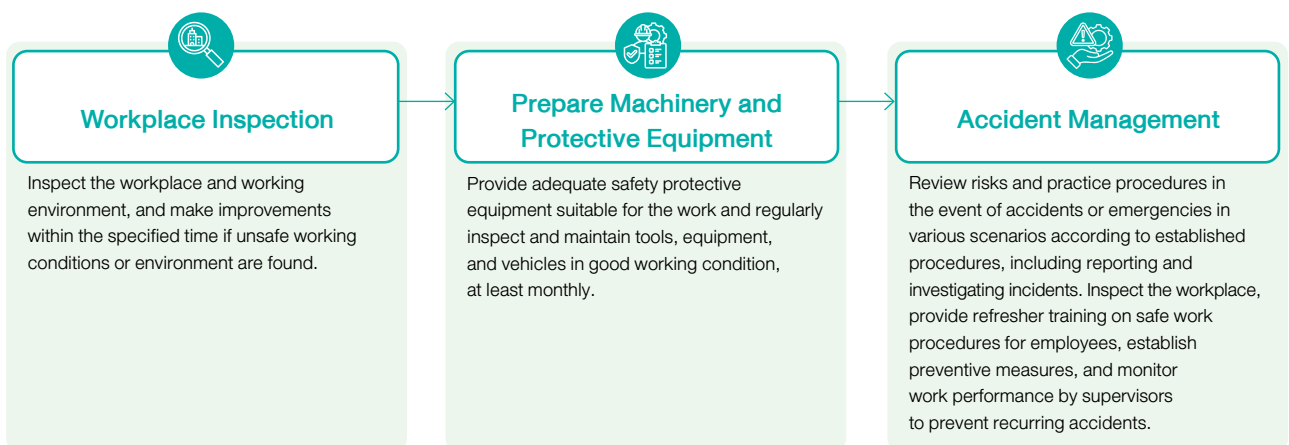 Workplace Inspection
Inspect the workplace and working
environment, and make improvements
within the specified time if unsafe working
conditions or environment are found.
Prepare Machinery and
Protective Equipment
Provide adequate safety protective
equipment suitable for the work and regularly
inspect and maintain tools, equipment,
and vehicles in good working condition,
at least monthly.
Accident Management
Review risks and practice procedures in
the event of accidents or emergencies in
various scenarios according to established
procedures, including reporting and
investigating incidents. Inspect the workplace,
provide refresher training on safe work
procedures for employees, establish
preventive measures, and monitor
work performance by supervisors
to prevent recurring accidents.